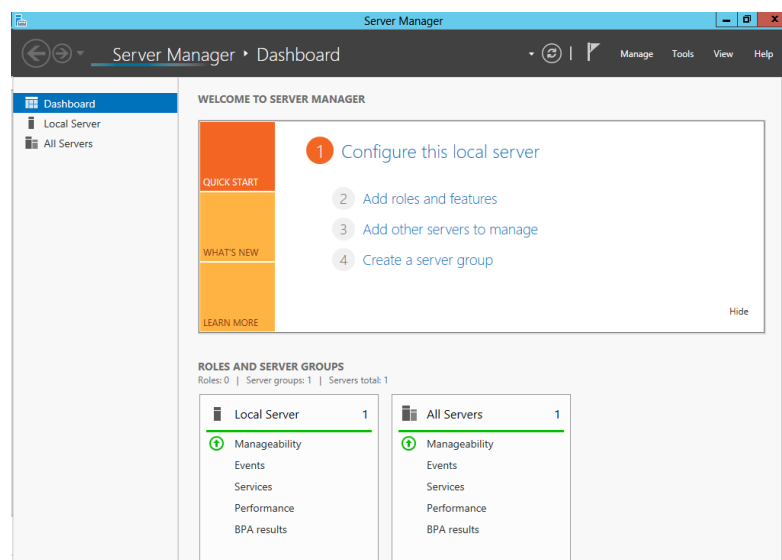 Server Manager
Server Manager • Dashboard
Manage Tools View Help
Dashboard
Local Server
All Servers
WELCOME TO SERVER MANAGER
QUICK START
WHAT'S NEW
LEARN MORE
1 Configure this local server
2 Add roles and features
3 Add other servers to manage
4 Create a server group
Hide
ROLES AND SERVER GROUPS
Roles: 0 | Server groups: 1 | Servers total: 1
Local Server 1
Manageability
Events
Services
Performance
BPA results
All Servers 1
Manageability
Events
Services
Performance
BPA results